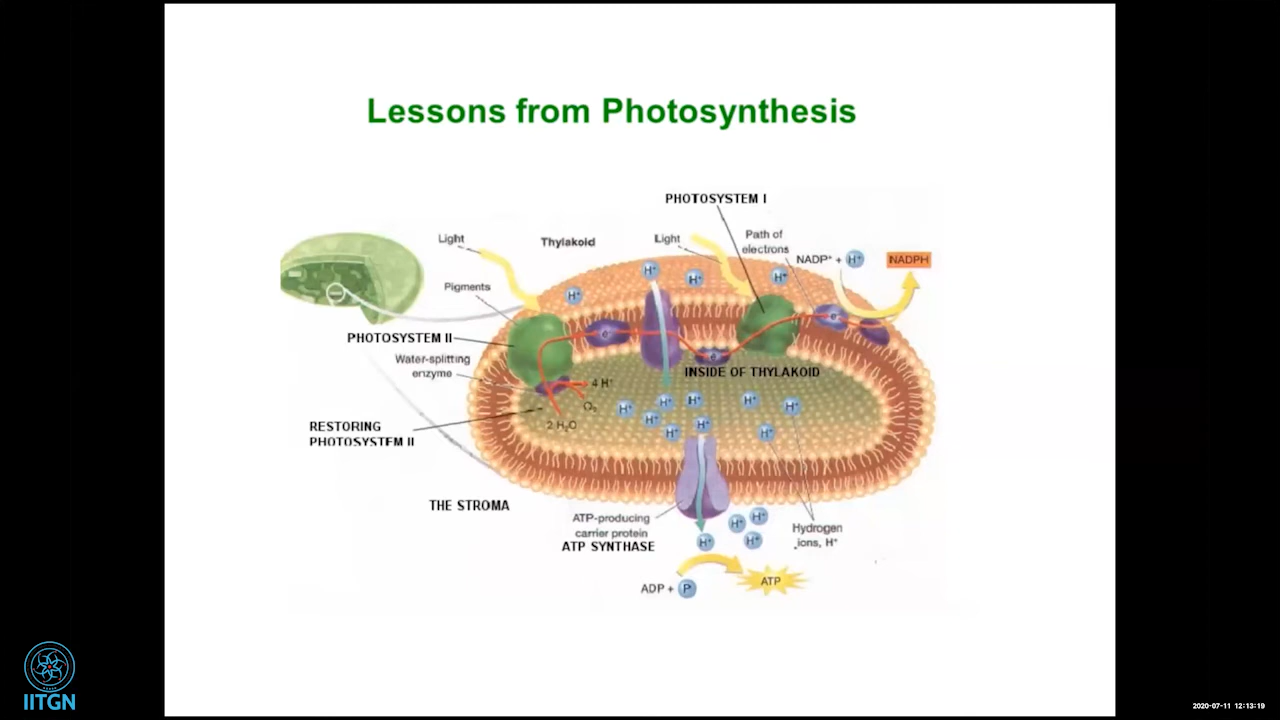 Lessons from Photosynthesis
PHOTOSYSTEM I
Light
Thylakoid
Light
Path of
electrons
NADP⁺ + H⁺
NADPH
H⁺
H⁺
H⁺
H⁺
Pigments
e⁻
e⁻
PHOTOSYSTEM II
Water-splitting
enzyme
e⁻
INSIDE OF THYLAKOID
4 H⁺
O₂
2 H₂O
H⁺
H⁺
H⁺
H⁺
H⁺
H⁺
H⁺
H⁺
H⁺
RESTORING
PHOTOSYSTEM II
THE STROMA
ATP-producing
carrier protein
ATP SYNTHASE
H⁺
H⁺
H⁺
H⁺
Hydrogen
ions, H⁺
ADP + P
ATP
IITGN
2020-07-11 12:13:19